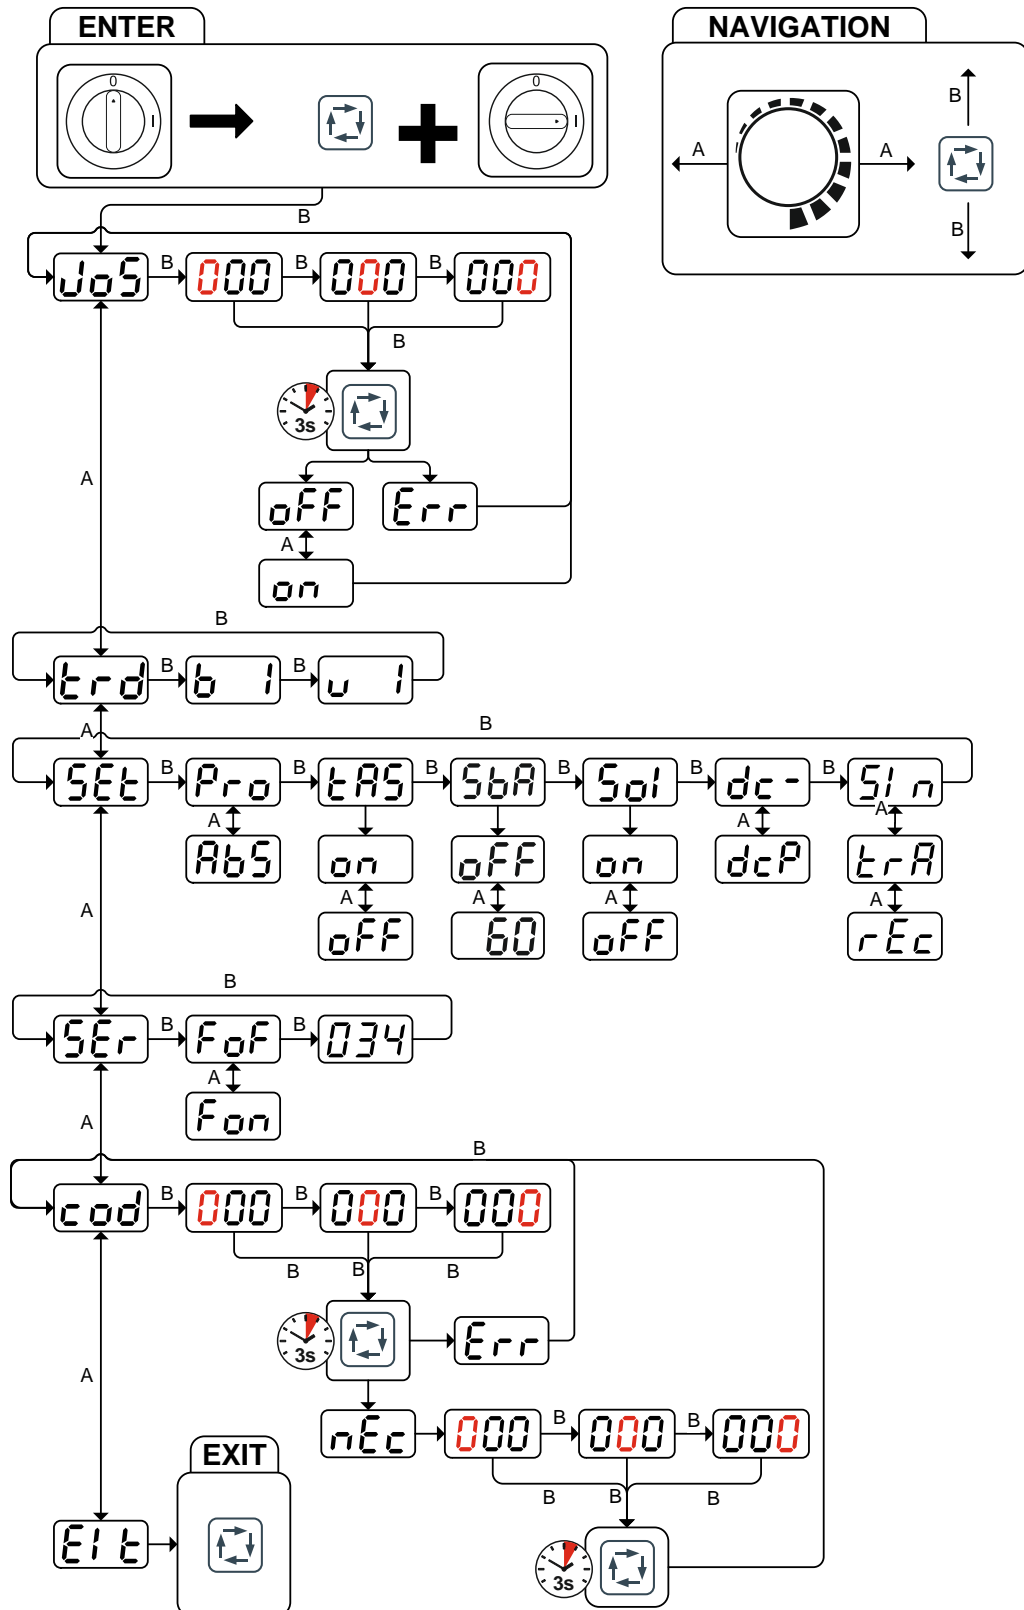 ENTER
NAVIGATION
0
I
0
I
B
A
A
B
B
JoS
B
000
B
000
B
000
B
3s
A
oFF
Err
A
on
B
trd
B
b 1
B
u 1
A
B
SEt
B
Pro
B
tAS
B
StA
B
Sol
B
dc-
B
SIn
A
AbS
on
oFF
on
A
dcP
A
trA
A
A
oFF
A
60
A
oFF
A
rEc
B
SEr
B
FoF
B
034
A
Fon
A
B
cod
B
000
B
000
B
000
B
B
B
3s
Err
A
nEc
000
B
000
B
000
B
B
B
EXIT
EIt
3s